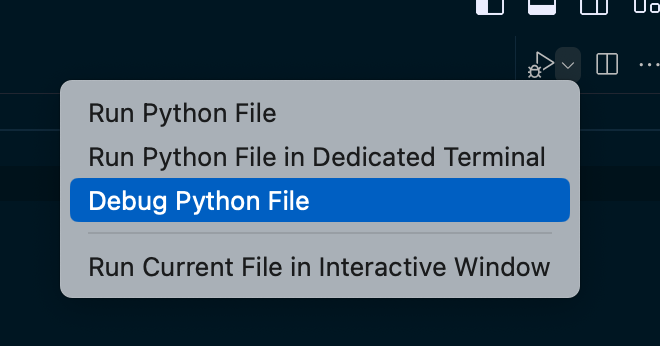 Run Python File
Run Python File in Dedicated Terminal
Debug Python File
Run Current File in Interactive Window